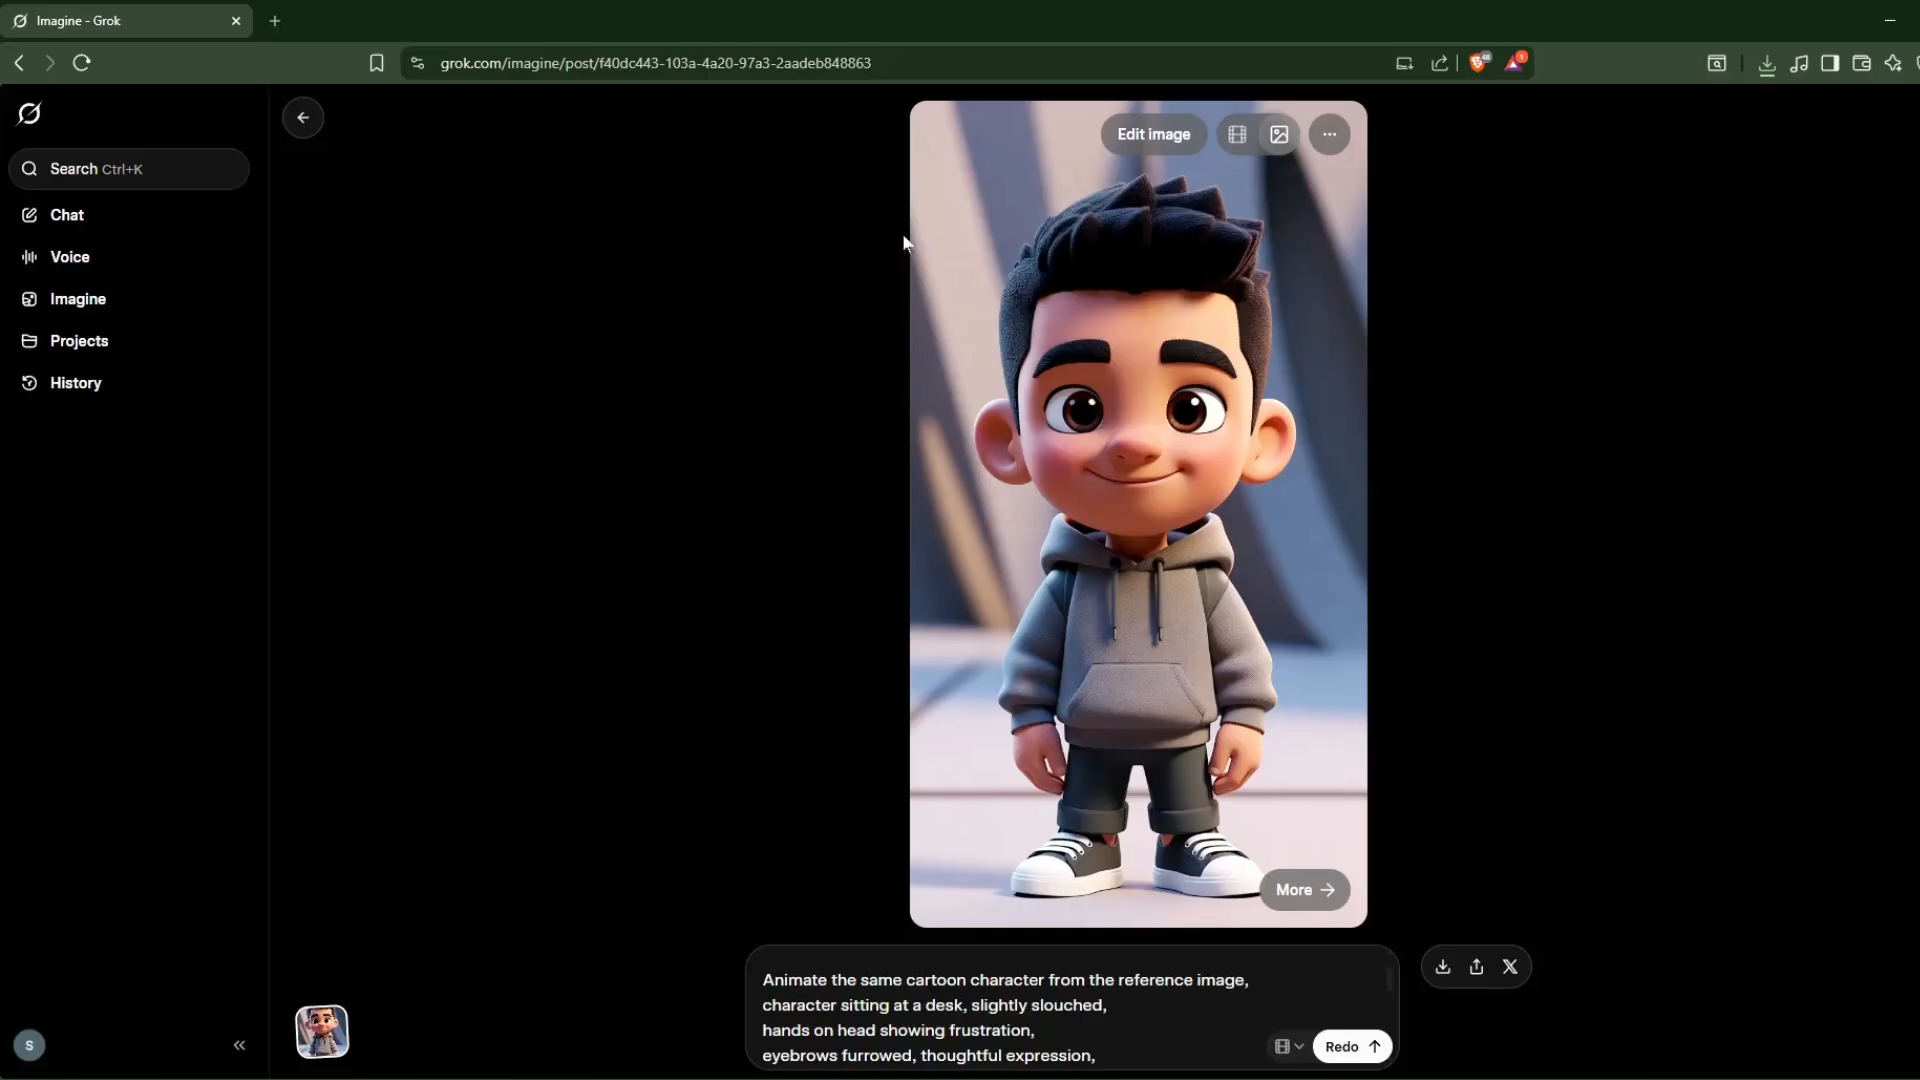 Imagine - Grok
grok.com/imagine/post/f40dc443-103a-4a20-97a3-2aadeb848863
48
1
Search Ctrl+K
Chat
Voice
Imagine
Projects
History
S
Edit image
More
Animate the same cartoon character from the reference image,
character sitting at a desk, slightly slouched,
hands on head showing frustration,
eyebrows furrowed, thoughtful expression,
Redo